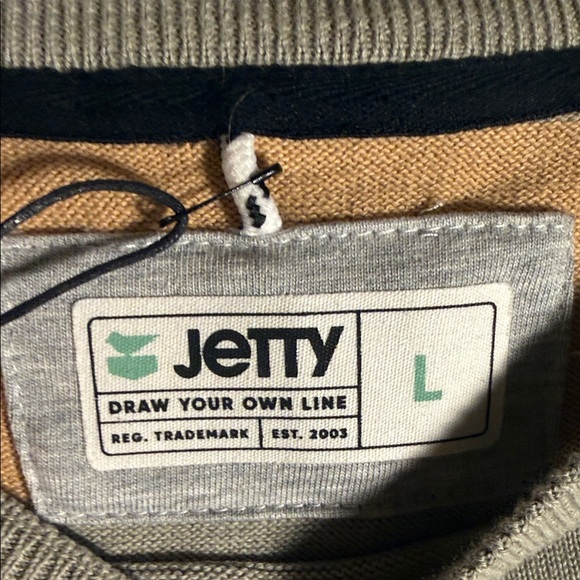 Jetty
DRAW YOUR OWN LINE
REG. TRADEMARK EST. 2003
L